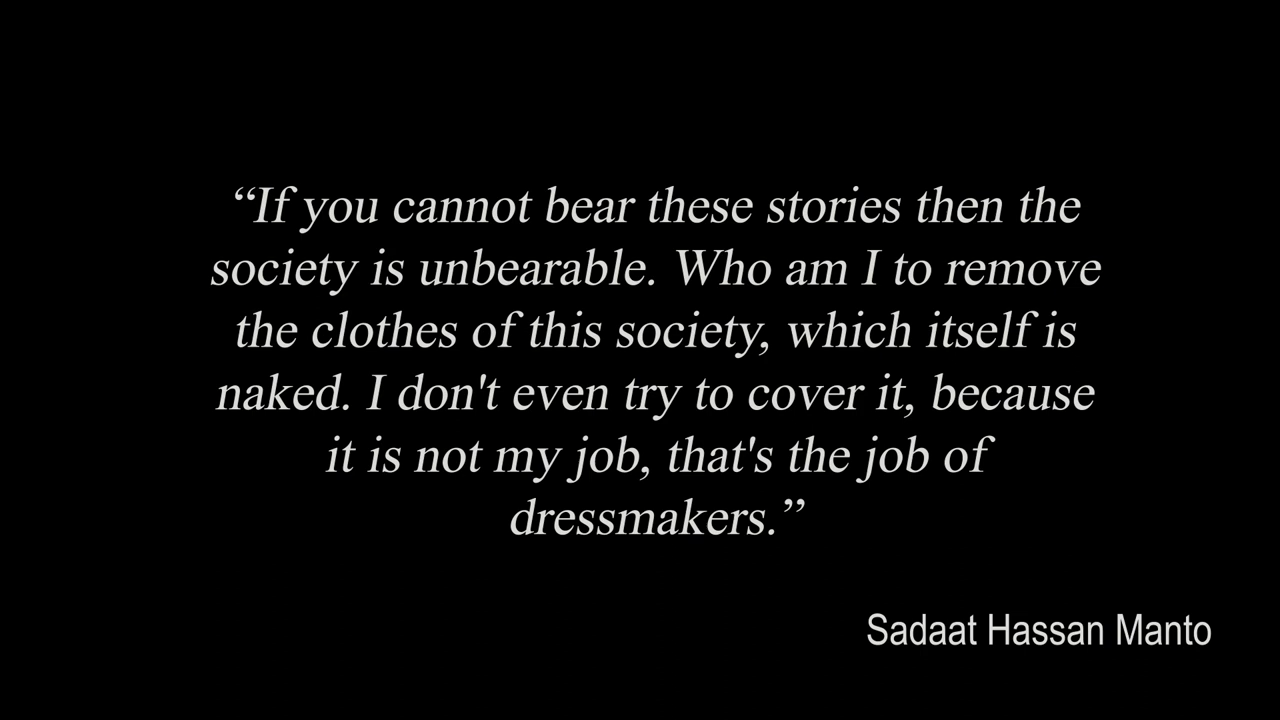 “If you cannot bear these stories then the
society is unbearable. Who am I to remove
the clothes of this society, which itself is
naked. I don't even try to cover it, because
it is not my job, that's the job of
dressmakers.”
Sadaat Hassan Manto